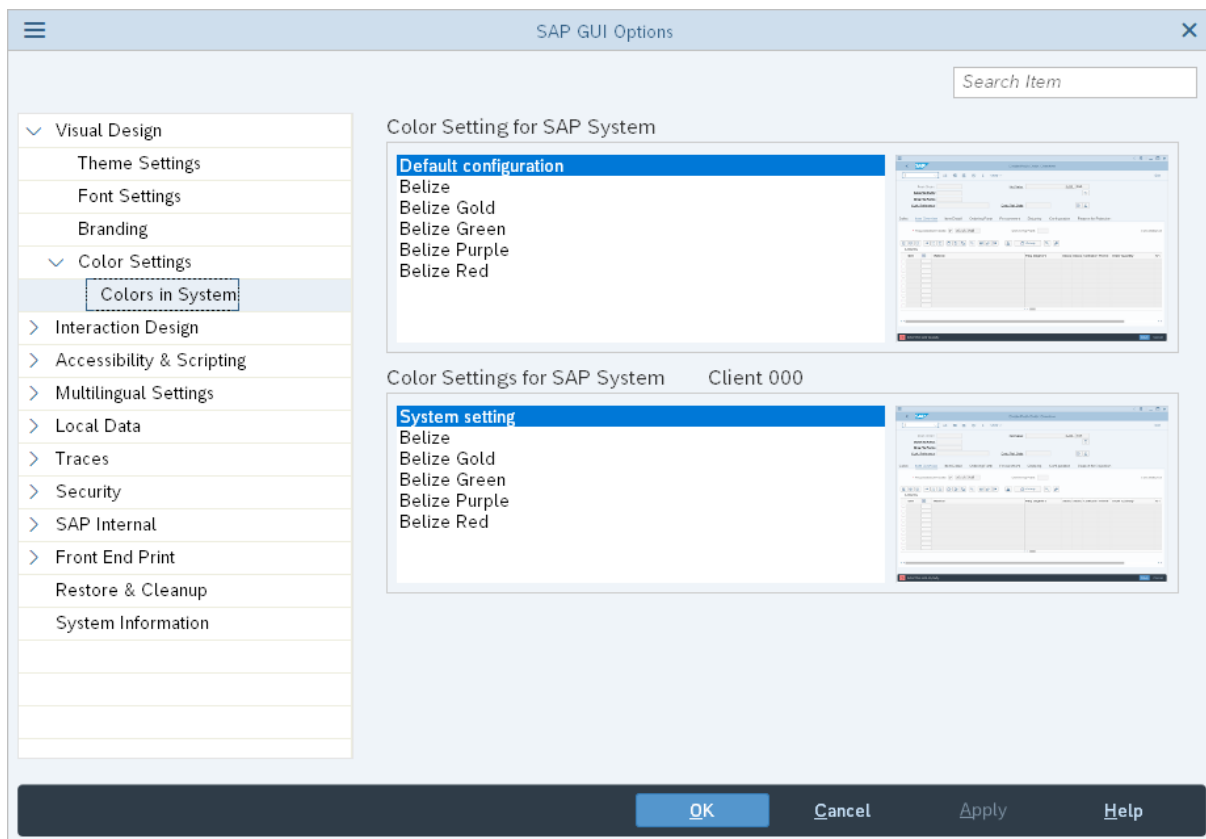 SAP GUI Options
Search Item
Visual Design
Theme Settings
Font Settings
Branding
Color Settings
Colors in System
Interaction Design
Accessibility & Scripting
Multilingual Settings
Local Data
Traces
Security
SAP Internal
Front End Print
Restore & Cleanup
System Information
Color Setting for SAP System
Default configuration
Belize
Belize Gold
Belize Green
Belize Purple
Belize Red
Color Settings for SAP System Client 000
System setting
Belize
Belize Gold
Belize Green
Belize Purple
Belize Red
OK Cancel Apply Help